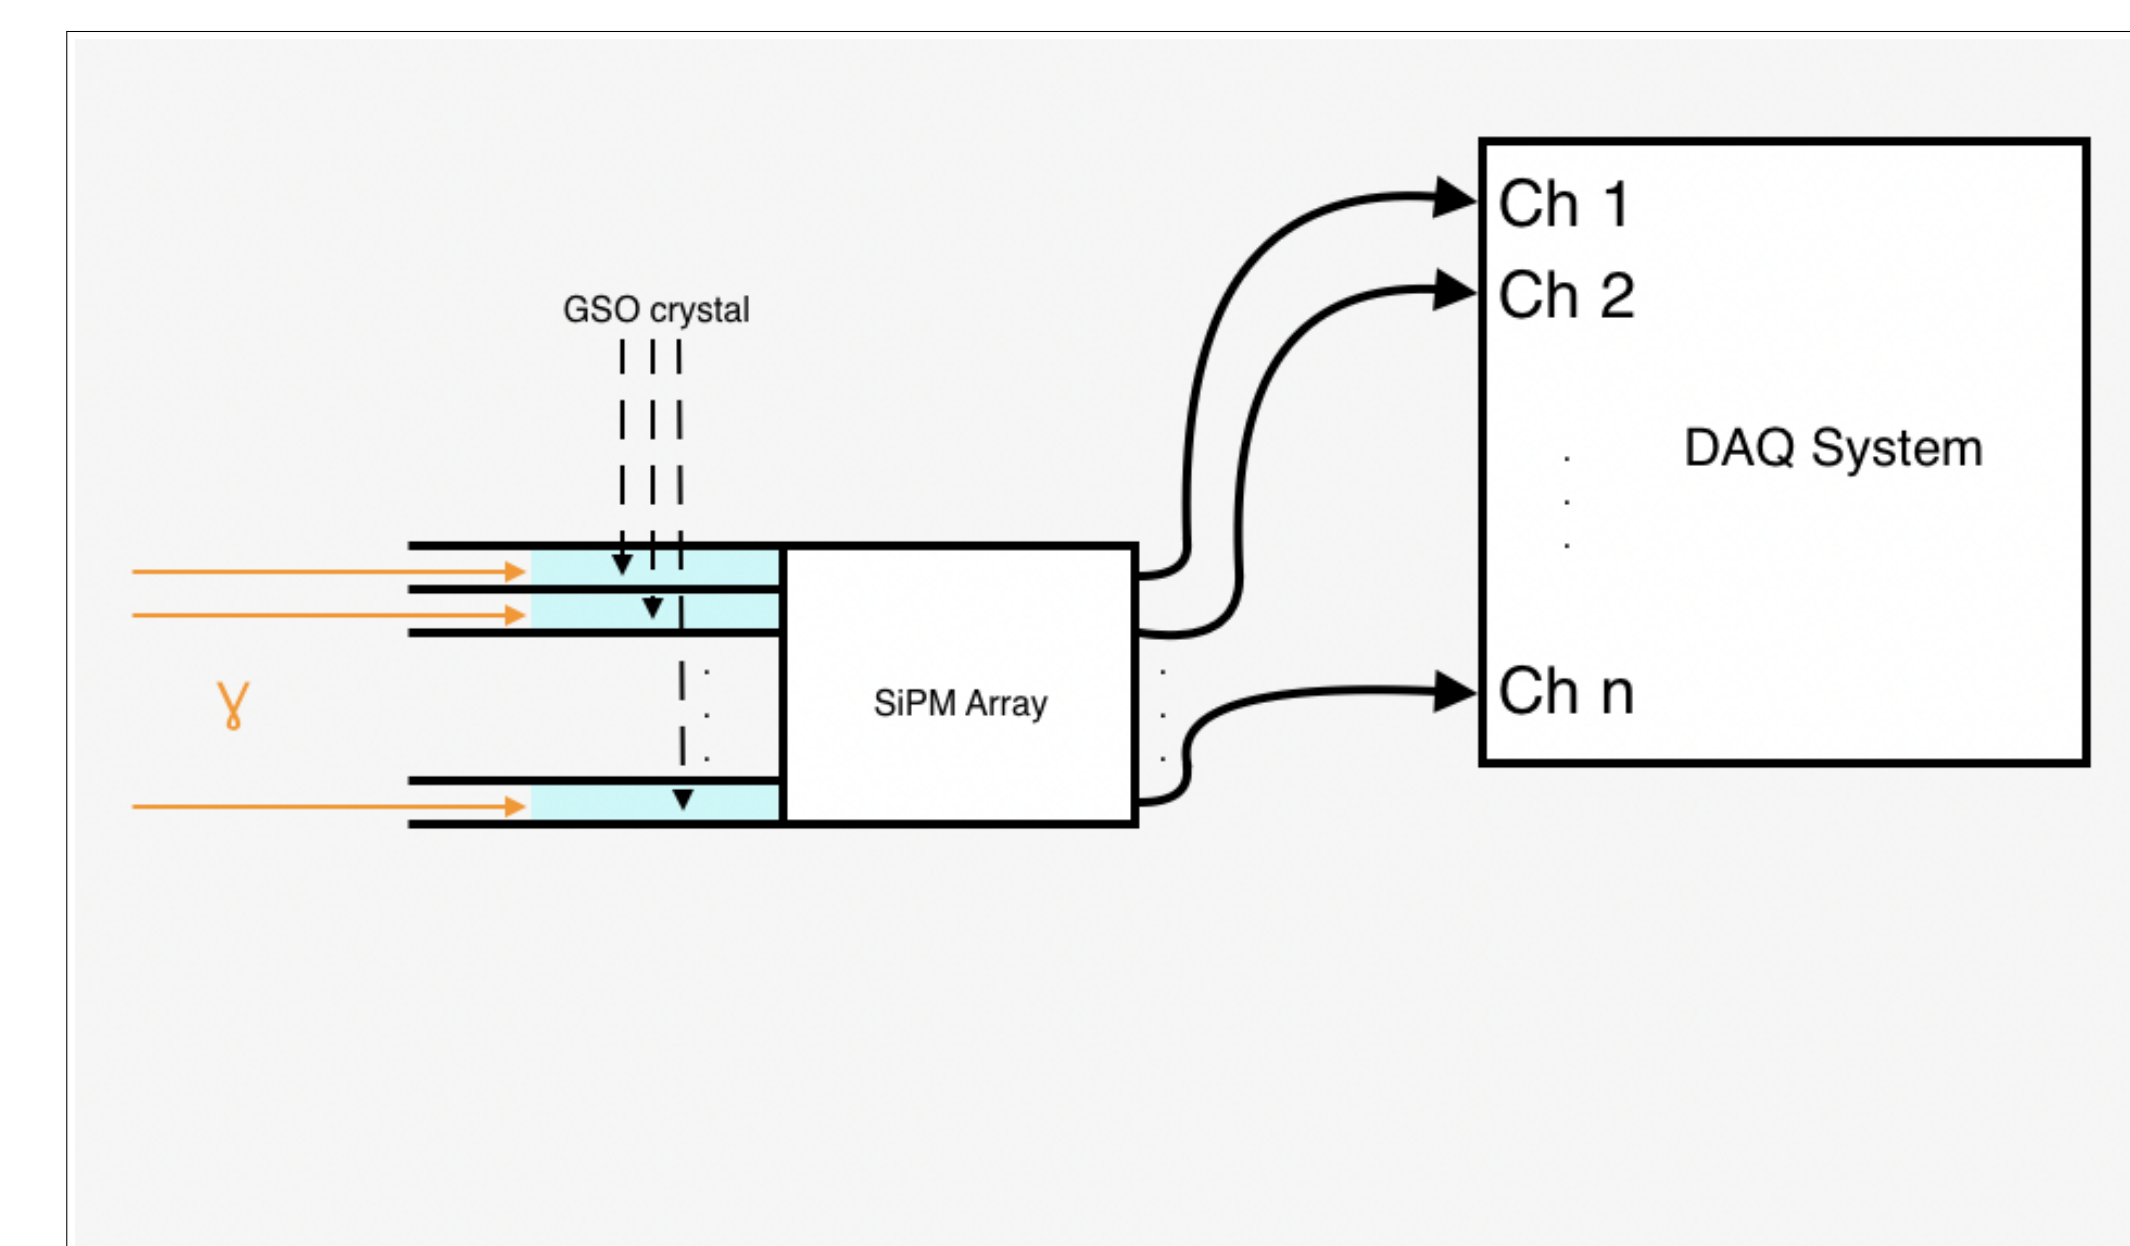 Ch 1
Ch 2
GSO crystal
DAQ System
γ
SiPM Array
Ch n